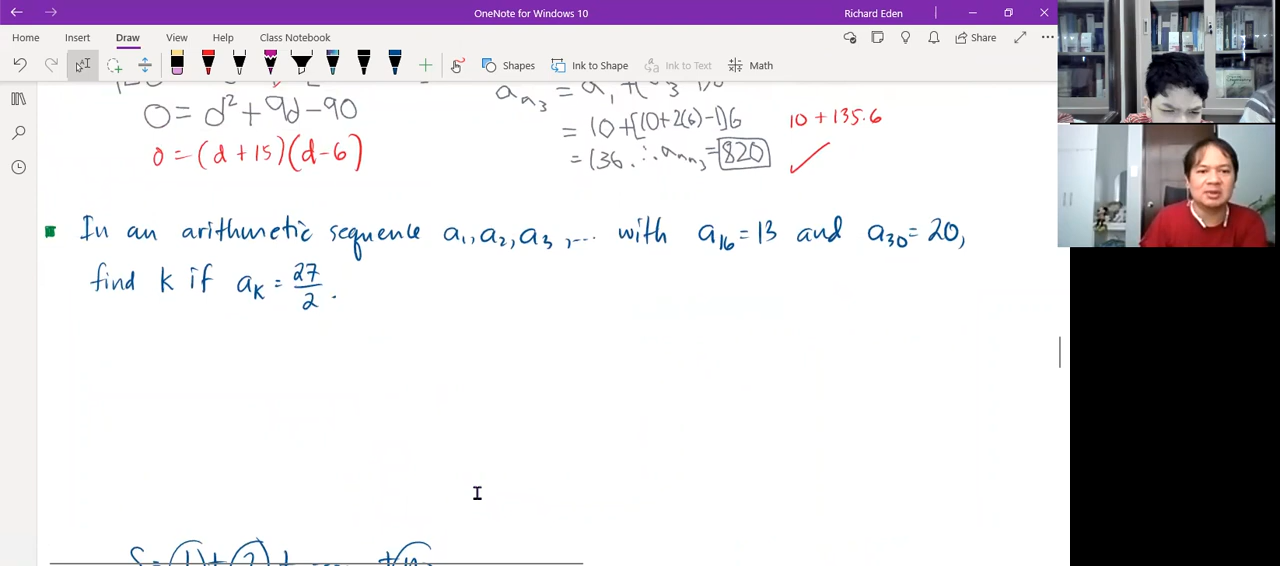 OneNote for Windows 10
Richard Eden
Home Insert Draw View Help Class Notebook
Share
Shapes Ink to Shape Ink to Text Math
0 = d² + 9d - 90
= 10 + [10 + 2(6) - 1]6
10 + 135·6
0 = (d + 15)(d - 6)
= 136. ∴ aₐₐ₃ = 820 ✓
▪ In an arithmetic sequence a₁, a₂, a₃, ... with a₁₆ = 13 and a₃₀ = 20,
find k if aₖ = 27/2.